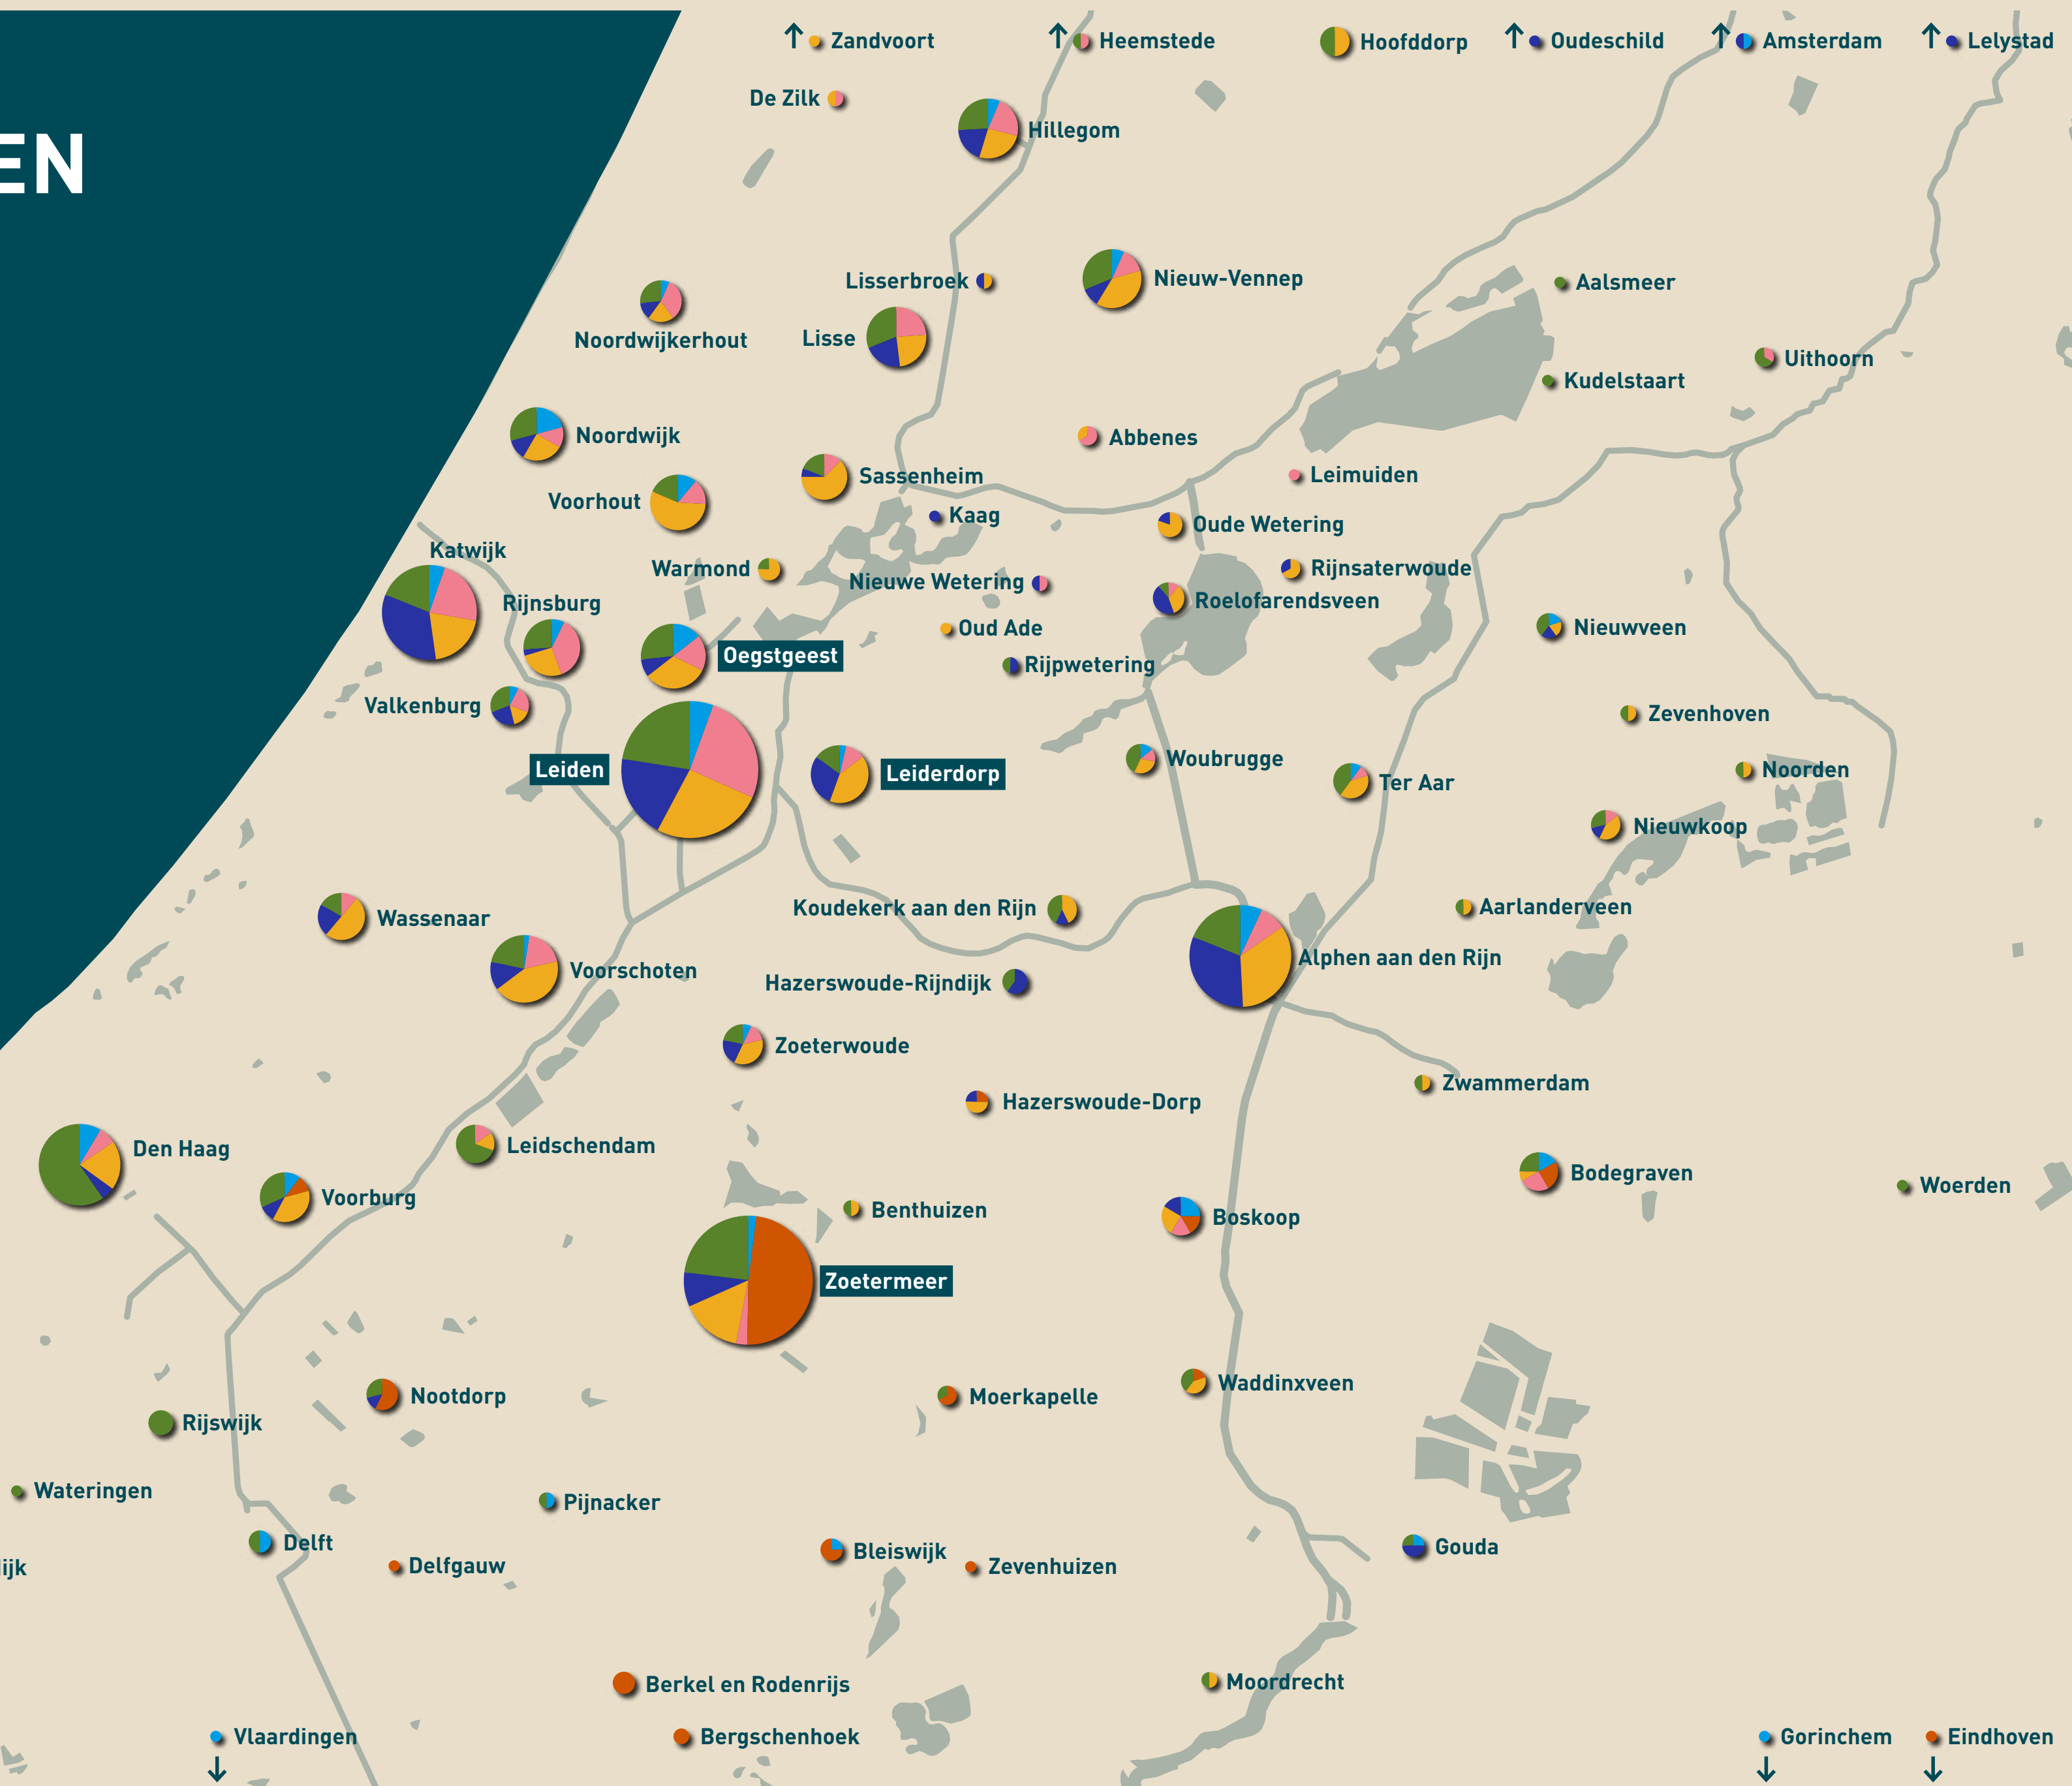 EN
Zandvoort
Heemstede
Hoofddorp
Oudeschild
Amsterdam
Lelystad
De Zilk
Hillegom
Lisserbroek
Nieuw-Vennep
Aalsmeer
Noordwijkerhout
Lisse
Uithoorn
Kudelstaart
Noordwijk
Abbenes
Sassenheim
Leimuiden
Voorhout
Kaag
Oude Wetering
Katwijk
Warmond
Nieuwe Wetering
Rijnsaterwoude
Rijnsburg
Roelofarendsveen
Oud Ade
Nieuwveen
Oegstgeest
Rijpwetering
Valkenburg
Zevenhoven
Leiden
Leiderdorp
Woubrugge
Ter Aar
Noorden
Nieuwkoop
Wassenaar
Koudekerk aan den Rijn
Aarlanderveen
Voorschoten
Alphen aan den Rijn
Hazerswoude-Rijndijk
Zoeterwoude
Zwammerdam
Hazerswoude-Dorp
Den Haag
Leidschendam
Bodegraven
Woerden
Voorburg
Benthuizen
Boskoop
Zoetermeer
Nootdorp
Moerkapelle
Waddinxveen
Rijswijk
Wateringen
Pijnacker
Delft
Bleiswijk
Gouda
ijk
Delfgauw
Zevenhuizen
Berkel en Rodenrijs
Moordrecht
Vlaardingen
Bergschenhoek
Gorinchem
Eindhoven